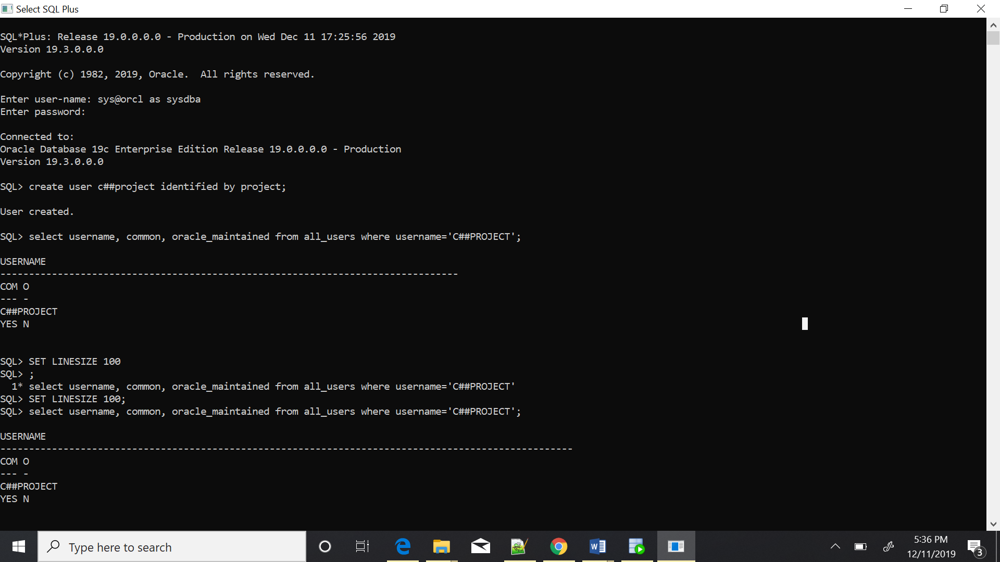 Select SQL Plus
SQL*Plus: Release 19.0.0.0.0 - Production on Wed Dec 11 17:25:56 2019
Version 19.3.0.0.0
Copyright (c) 1982, 2019, Oracle.  All rights reserved.
Enter user-name: sys@orcl as sysdba
Enter password:
Connected to:
Oracle Database 19c Enterprise Edition Release 19.0.0.0.0 - Production
Version 19.3.0.0.0
SQL> create user c##project identified by project;
User created.
SQL> select username, common, oracle_maintained from all_users where username='C##PROJECT';
USERNAME
--------------------------------------------------------------------------------
COM O
--- -
C##PROJECT
YES N
SQL> SET LINESIZE 100
SQL> ;
  1* select username, common, oracle_maintained from all_users where username='C##PROJECT'
SQL> SET LINESIZE 100;
SQL> select username, common, oracle_maintained from all_users where username='C##PROJECT';
USERNAME
----------------------------------------------------------------------------------------------------
COM O
--- -
C##PROJECT
YES N
Type here to search
5:36 PM
12/11/2019
3